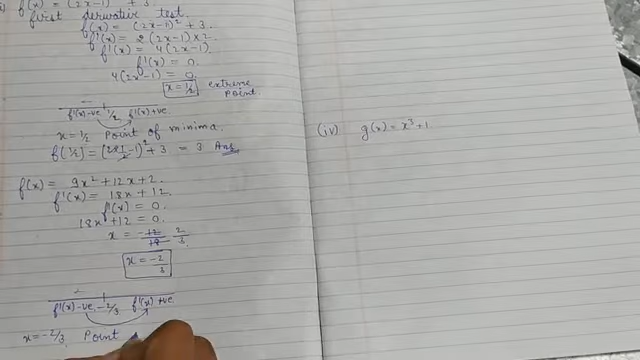 f(x) = (2x-1)² + 3.
first derivative test.
f(x) = (2x-1)² + 3.
f'(x) = 2(2x-1)×2
f'(x) = 4(2x-1)
f'(x) = 0.
4(2x-1) = 0
x = 1/2 extreme point.
f'(x) -ve 1/2 f'(x) +ve.
x = 1/2 Point of minima.
f(1/2) = (2×1/2 -1)² + 3 = 3 Ans
f(x) = 9x² + 12x + 2.
f'(x) = 18x + 12.
f'(x) = 0.
18x + 12 = 0.
x = -12/18 2/3
x = -2/3
- +
f'(x) -ve, -2/3 f'(x) +ve.
x = -2/3. Point
(iv) g(x) = x³ + 1